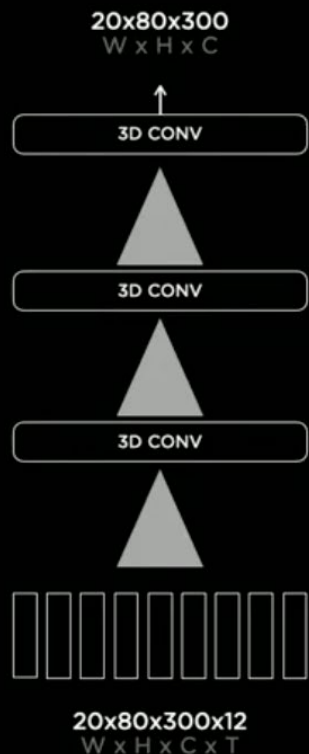 20x80x300
W x H x C
3D CONV
3D CONV
3D CONV
20x80x300x12
W x H x C x T